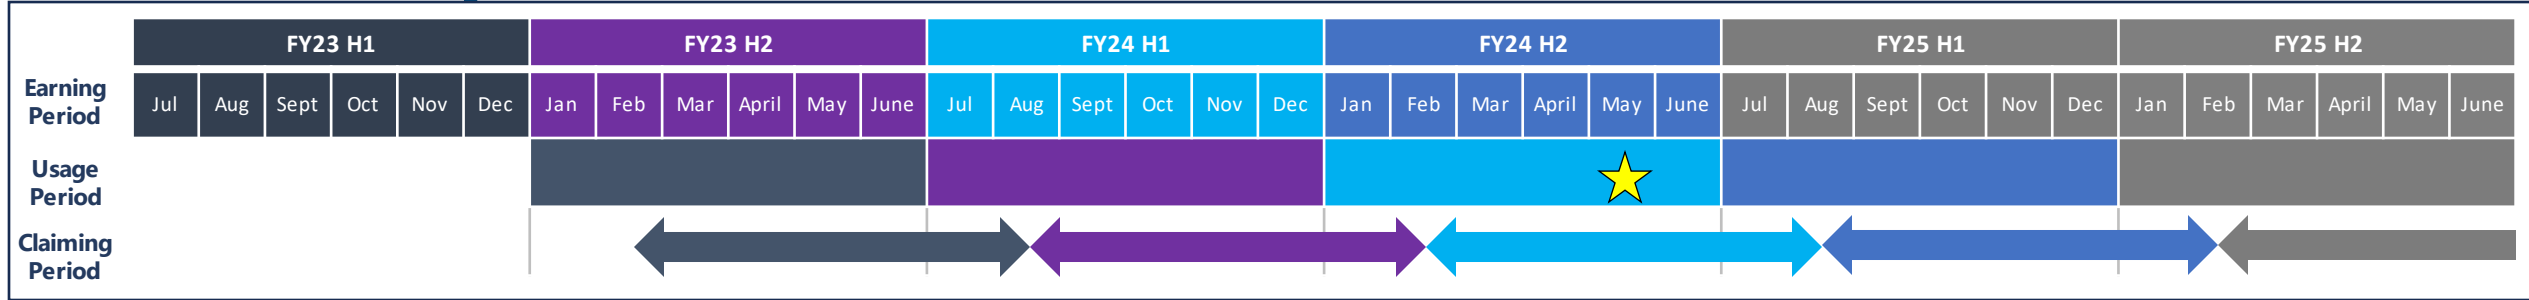 FY23 H1 FY23 H2 FY24 H1 FY24 H2 FY25 H1 FY25 H2
Earning
Period
Jul Aug Sept Oct Nov Dec Jan Feb Mar April May June Jul Aug Sept Oct Nov Dec Jan Feb Mar April May June Jul Aug Sept Oct Nov Dec Jan Feb Mar April May June
Usage
Period
Claiming
Period